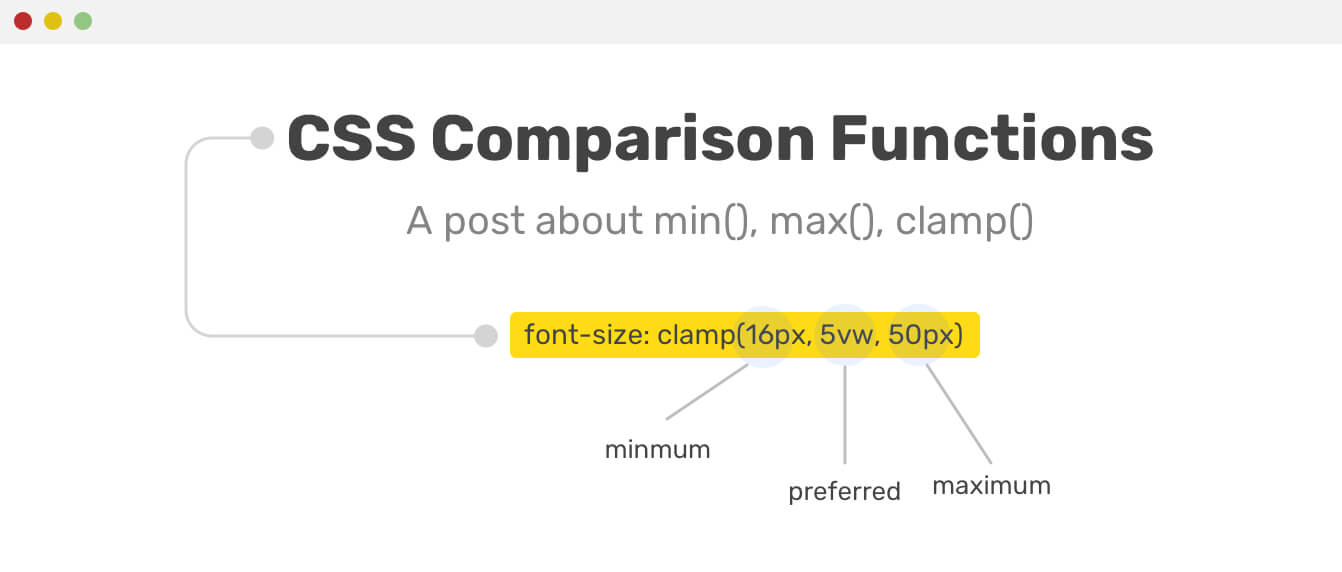 CSS Comparison Functions
A post about min(), max(), clamp()
font-size: clamp(16px, 5vw, 50px)
minmum
preferred
maximum